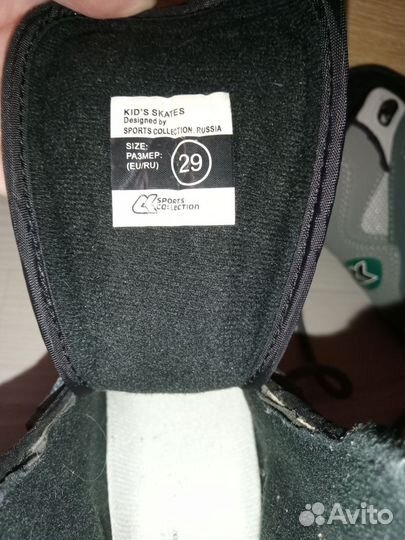 KID'S SKATES
Designed by
SPORTS COLLECTION, RUSSIA
SIZE:
РАЗМЕР:
(EU/RU)
29
SPORTS
COLLECTION
Avito